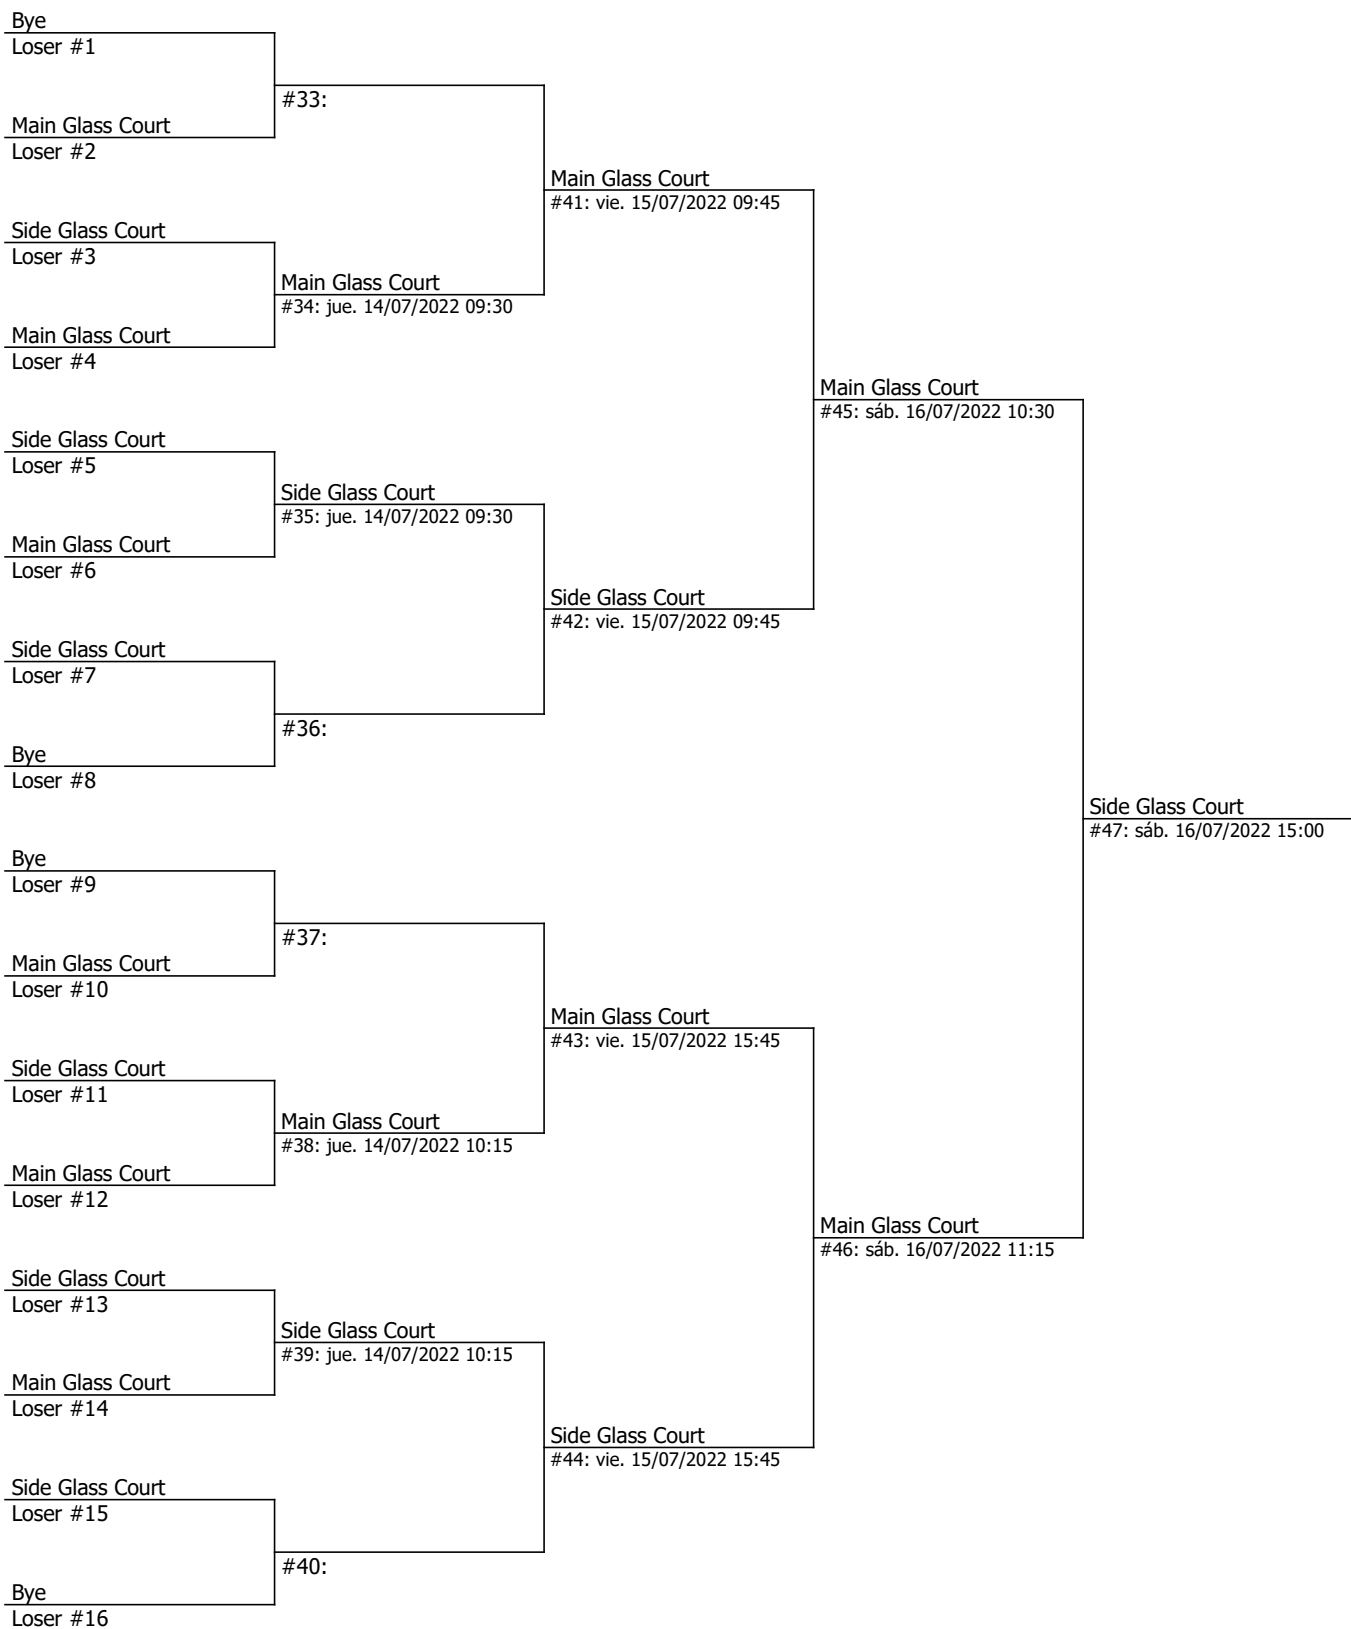 Bye
Loser #1
#33:
Main Glass Court
Loser #2
Main Glass Court
#41: vie. 15/07/2022 09:45
Side Glass Court
Loser #3
Main Glass Court
#34: jue. 14/07/2022 09:30
Main Glass Court
Loser #4
Main Glass Court
#45: sáb. 16/07/2022 10:30
Side Glass Court
Loser #5
Side Glass Court
#35: jue. 14/07/2022 09:30
Main Glass Court
Loser #6
Side Glass Court
#42: vie. 15/07/2022 09:45
Side Glass Court
Loser #7
#36:
Bye
Loser #8
Side Glass Court
#47: sáb. 16/07/2022 15:00
Bye
Loser #9
#37:
Main Glass Court
Loser #10
Main Glass Court
#43: vie. 15/07/2022 15:45
Side Glass Court
Loser #11
Main Glass Court
#38: jue. 14/07/2022 10:15
Main Glass Court
Loser #12
Main Glass Court
#46: sáb. 16/07/2022 11:15
Side Glass Court
Loser #13
Side Glass Court
#39: jue. 14/07/2022 10:15
Main Glass Court
Loser #14
Side Glass Court
#44: vie. 15/07/2022 15:45
Side Glass Court
Loser #15
#40:
Bye
Loser #16